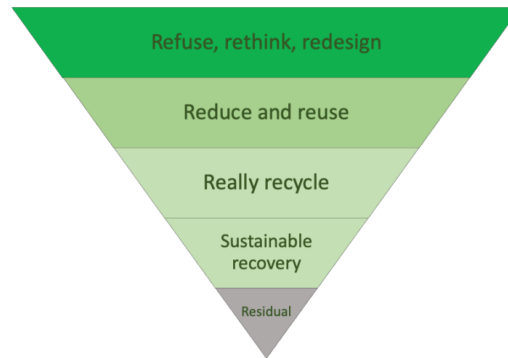 Refuse, rethink, redesign
Reduce and reuse
Really recycle
Sustainable
recovery
Residual